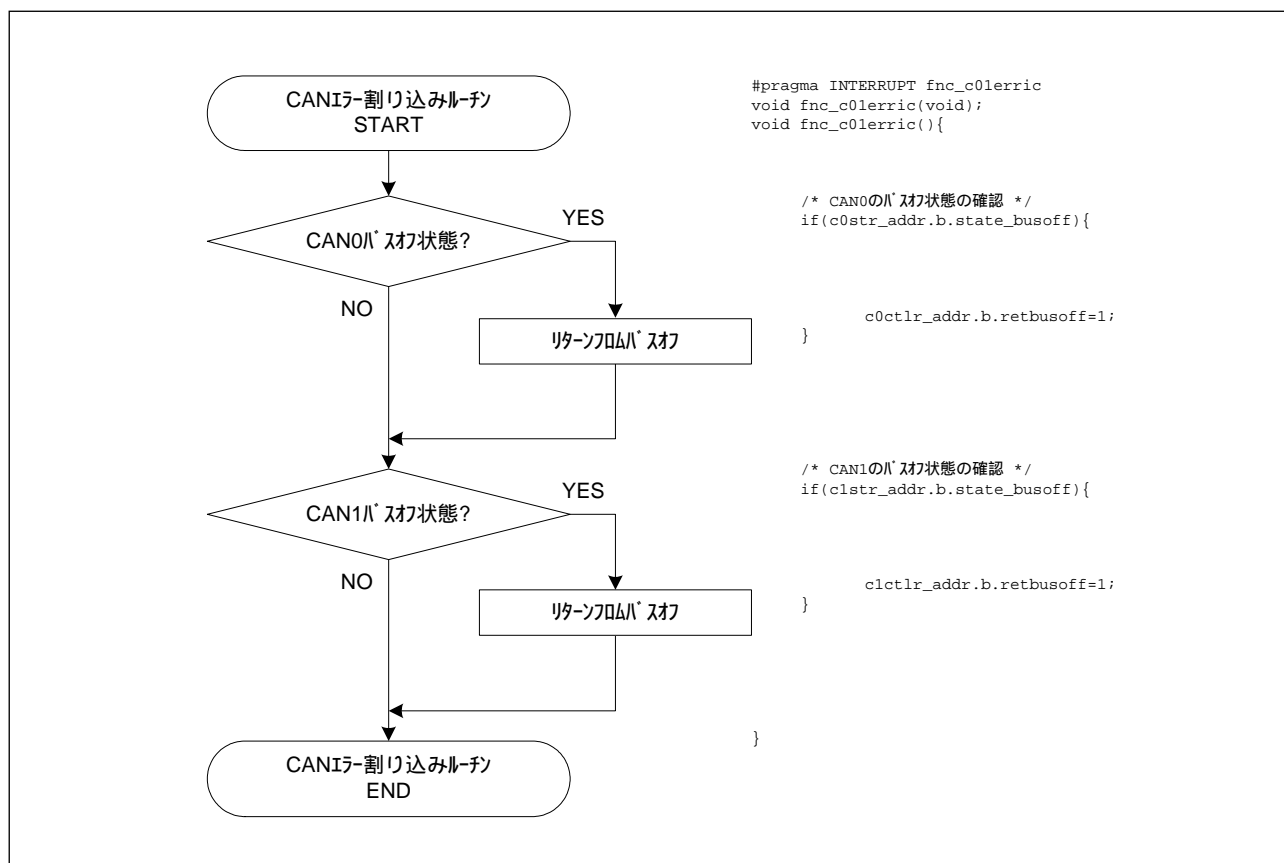 CANｴﾗｰ割り込みﾙｰﾁﾝ
START
CAN0ﾊﾞｽｵﾌ状態?
YES
NO
ﾘﾀｰﾝﾌﾛﾑﾊﾞｽｵﾌ
CAN1ﾊﾞｽｵﾌ状態?
YES
NO
ﾘﾀｰﾝﾌﾛﾑﾊﾞｽｵﾌ
CANｴﾗｰ割り込みﾙｰﾁﾝ
END
#pragma INTERRUPT fnc_c01erric
void fnc_c01erric(void);
void fnc_c01erric(){
/* CAN0のﾊﾞｽｵﾌ状態の確認 */
if(c0str_addr.b.state_busoff){
c0ctlr_addr.b.retbusoff=1;
}
/* CAN1のﾊﾞｽｵﾌ状態の確認 */
if(c1str_addr.b.state_busoff){
c1ctlr_addr.b.retbusoff=1;
}
}